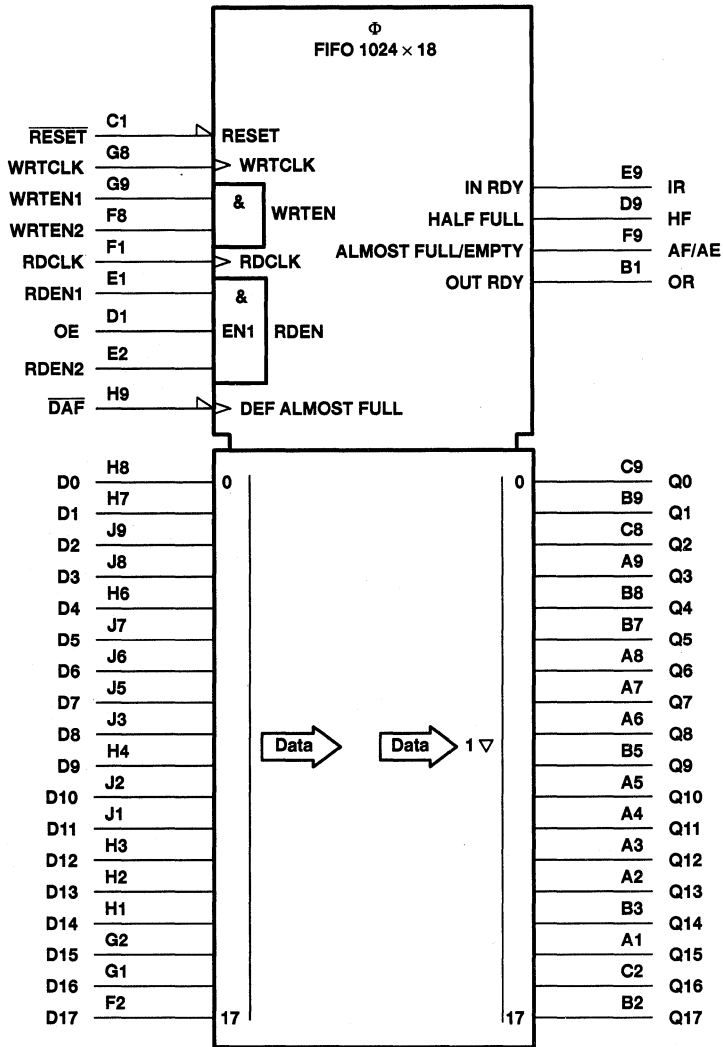 Φ
FIFO 1024 × 18
RESET C1 RESET
WRTCLK G8 WRTCLK
WRTEN1 G9 & WRTEN
WRTEN2 F8
RDCLK F1 RDCLK
RDEN1 E1 &
OE D1 EN1 RDEN
RDEN2 E2
DAF H9 DEF ALMOST FULL
IN RDY E9 IR
HALF FULL D9 HF
ALMOST FULL/EMPTY F9 AF/AE
OUT RDY B1 OR
D0 H8 0
D1 H7
D2 J9
D3 J8
D4 H6
D5 J7
D6 J6
D7 J5
D8 J3
D9 H4
D10 J2
D11 J1
D12 H3
D13 H2
D14 H1
D15 G2
D16 G1
D17 F2 17
Data Data 1 ▽
0 C9 Q0
B9 Q1
C8 Q2
A9 Q3
B8 Q4
B7 Q5
A8 Q6
A7 Q7
A6 Q8
B5 Q9
A5 Q10
A4 Q11
A3 Q12
A2 Q13
B3 Q14
A1 Q15
C2 Q16
17 B2 Q17